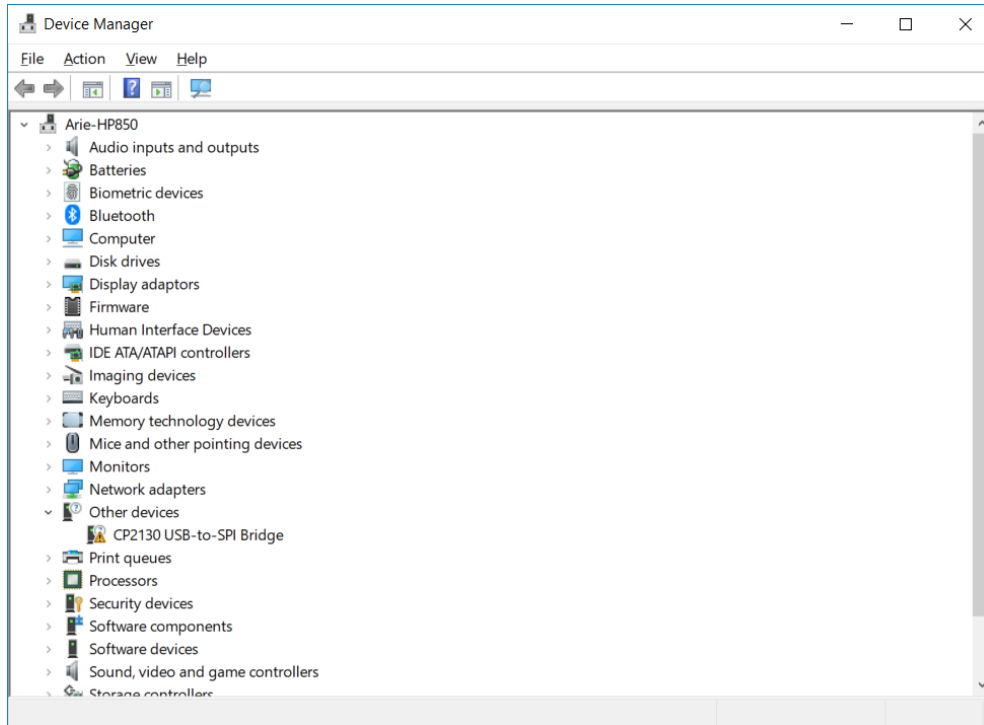 Device Manager
File Action View Help
Arie-HP850
Audio inputs and outputs
Batteries
Biometric devices
Bluetooth
Computer
Disk drives
Display adaptors
Firmware
Human Interface Devices
IDE ATA/ATAPI controllers
Imaging devices
Keyboards
Memory technology devices
Mice and other pointing devices
Monitors
Network adapters
Other devices
CP2130 USB-to-SPI Bridge
Print queues
Processors
Security devices
Software components
Software devices
Sound, video and game controllers
Storage controllers